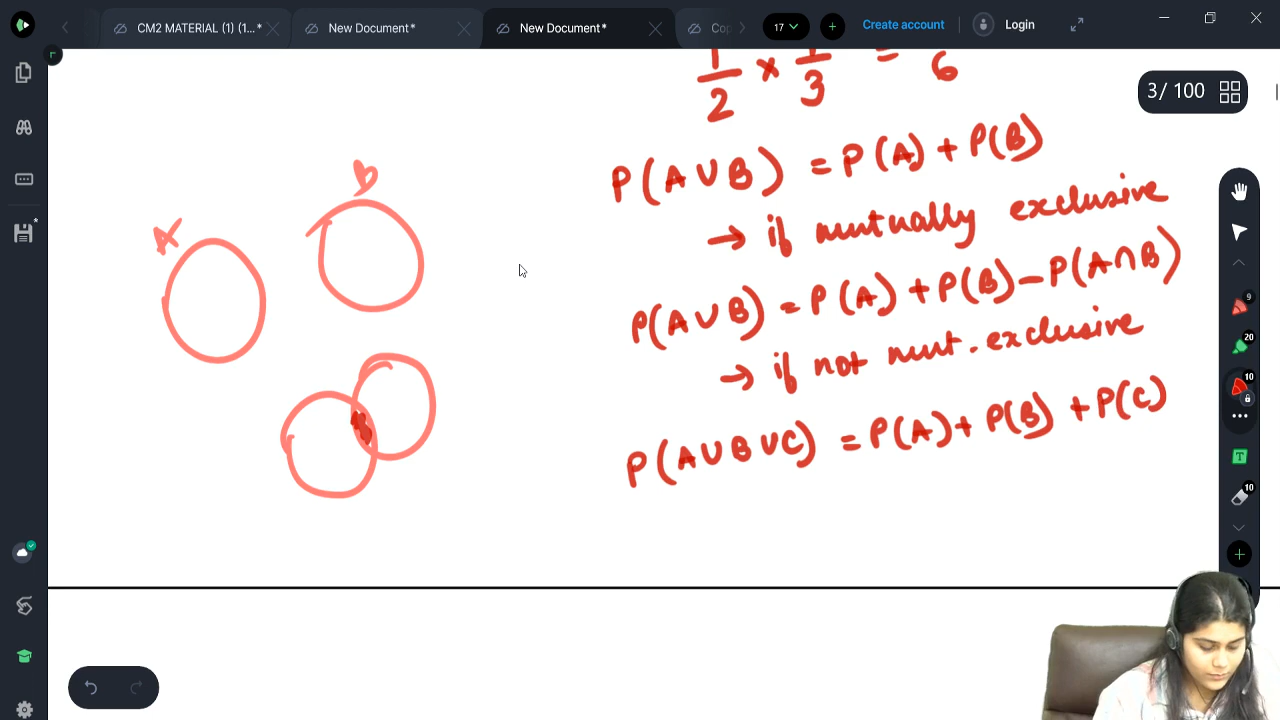 CM2 MATERIAL (1) (1...*
New Document*
New Document*
Cop
17
Create account
Login
3/ 100
1/2 × 1/3 = 6
P(A∪B) = P(A) + P(B)
→ if mutually exclusive
P(A∪B) = P(A) + P(B) − P(A∩B)
→ if not mut. exclusive
P(A∪B∪C) = P(A) + P(B) + P(C)
A
B
9
20
10
T
10